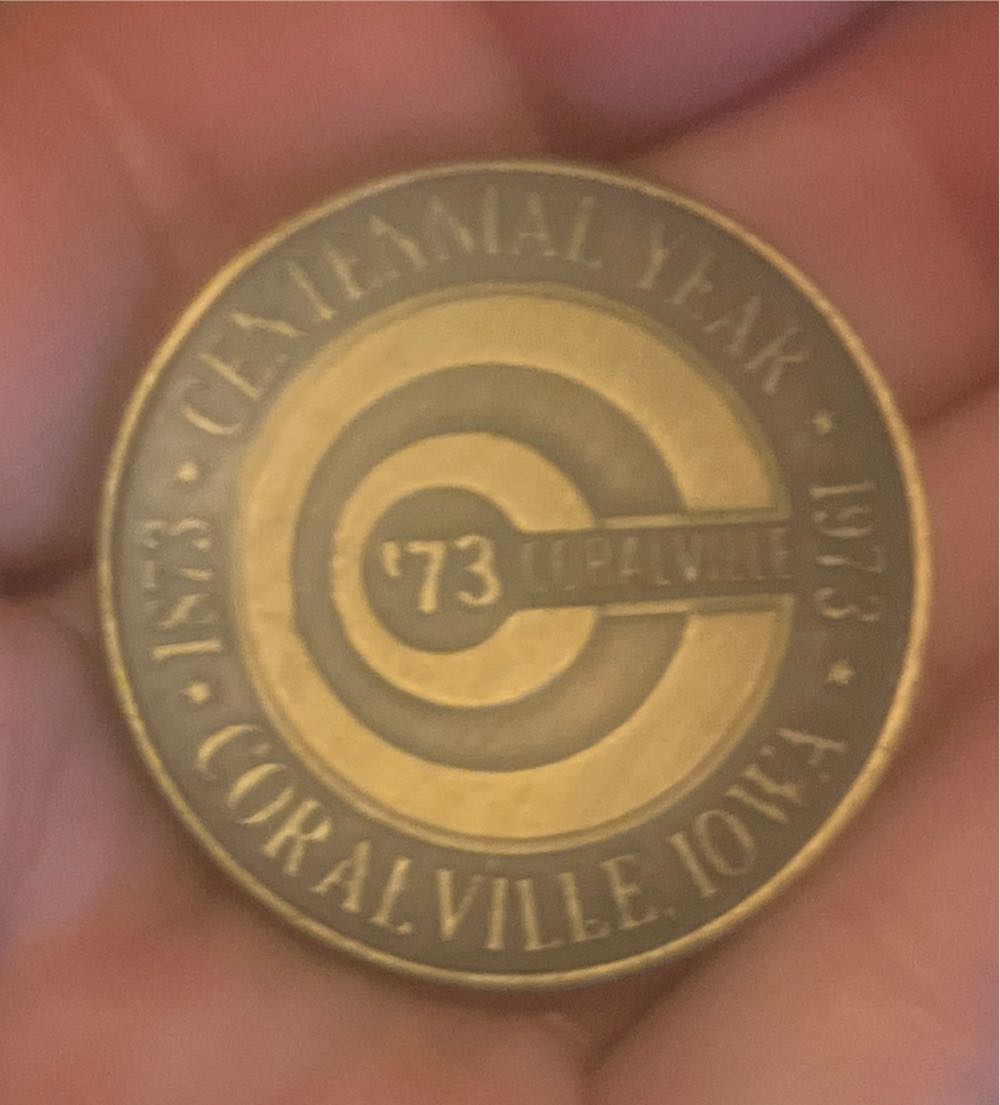 CENTENNIAL YEAR
1873
1973
'73 CORALVILLE
CORALVILLE, IOWA